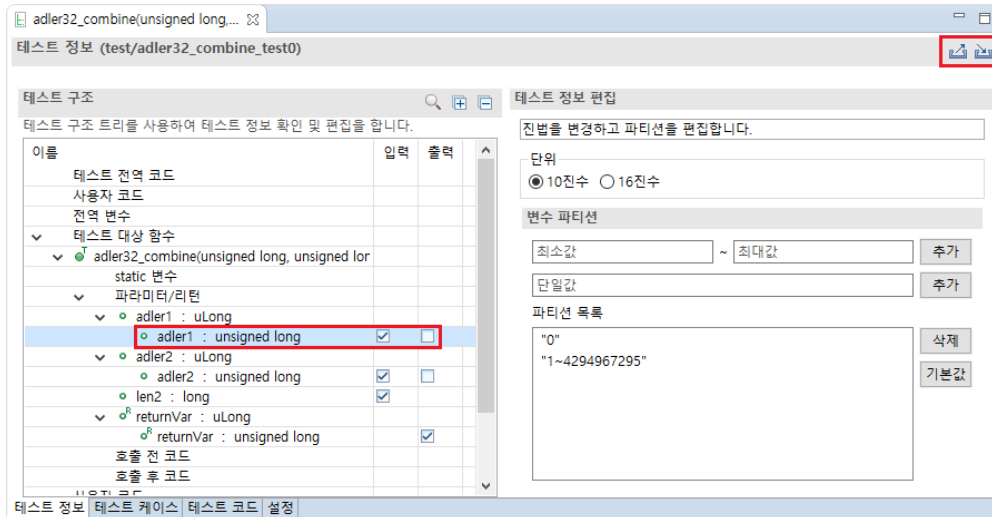 adler32_combine(unsigned long,...
테스트 정보 (test/adler32_combine_test0)
테스트 구조
테스트 구조 트리를 사용하여 테스트 정보 확인 및 편집을 합니다.
이름 입력 출력
테스트 전역 코드
사용자 코드
전역 변수
테스트 대상 함수
adler32_combine(unsigned long, unsigned lor
static 변수
파라미터/리턴
adler1 : uLong
adler1 : unsigned long
adler2 : uLong
adler2 : unsigned long
len2 : long
returnVar : uLong
returnVar : unsigned long
호출 전 코드
호출 후 코드
사용자 코드
테스트 정보 편집
진법을 변경하고 파티션을 편집합니다.
단위
10진수 16진수
변수 파티션
최소값 ~ 최대값 추가
단일값 추가
파티션 목록
"0" 삭제
"1~4294967295"
기본값
테스트 정보 테스트 케이스 테스트 코드 설정